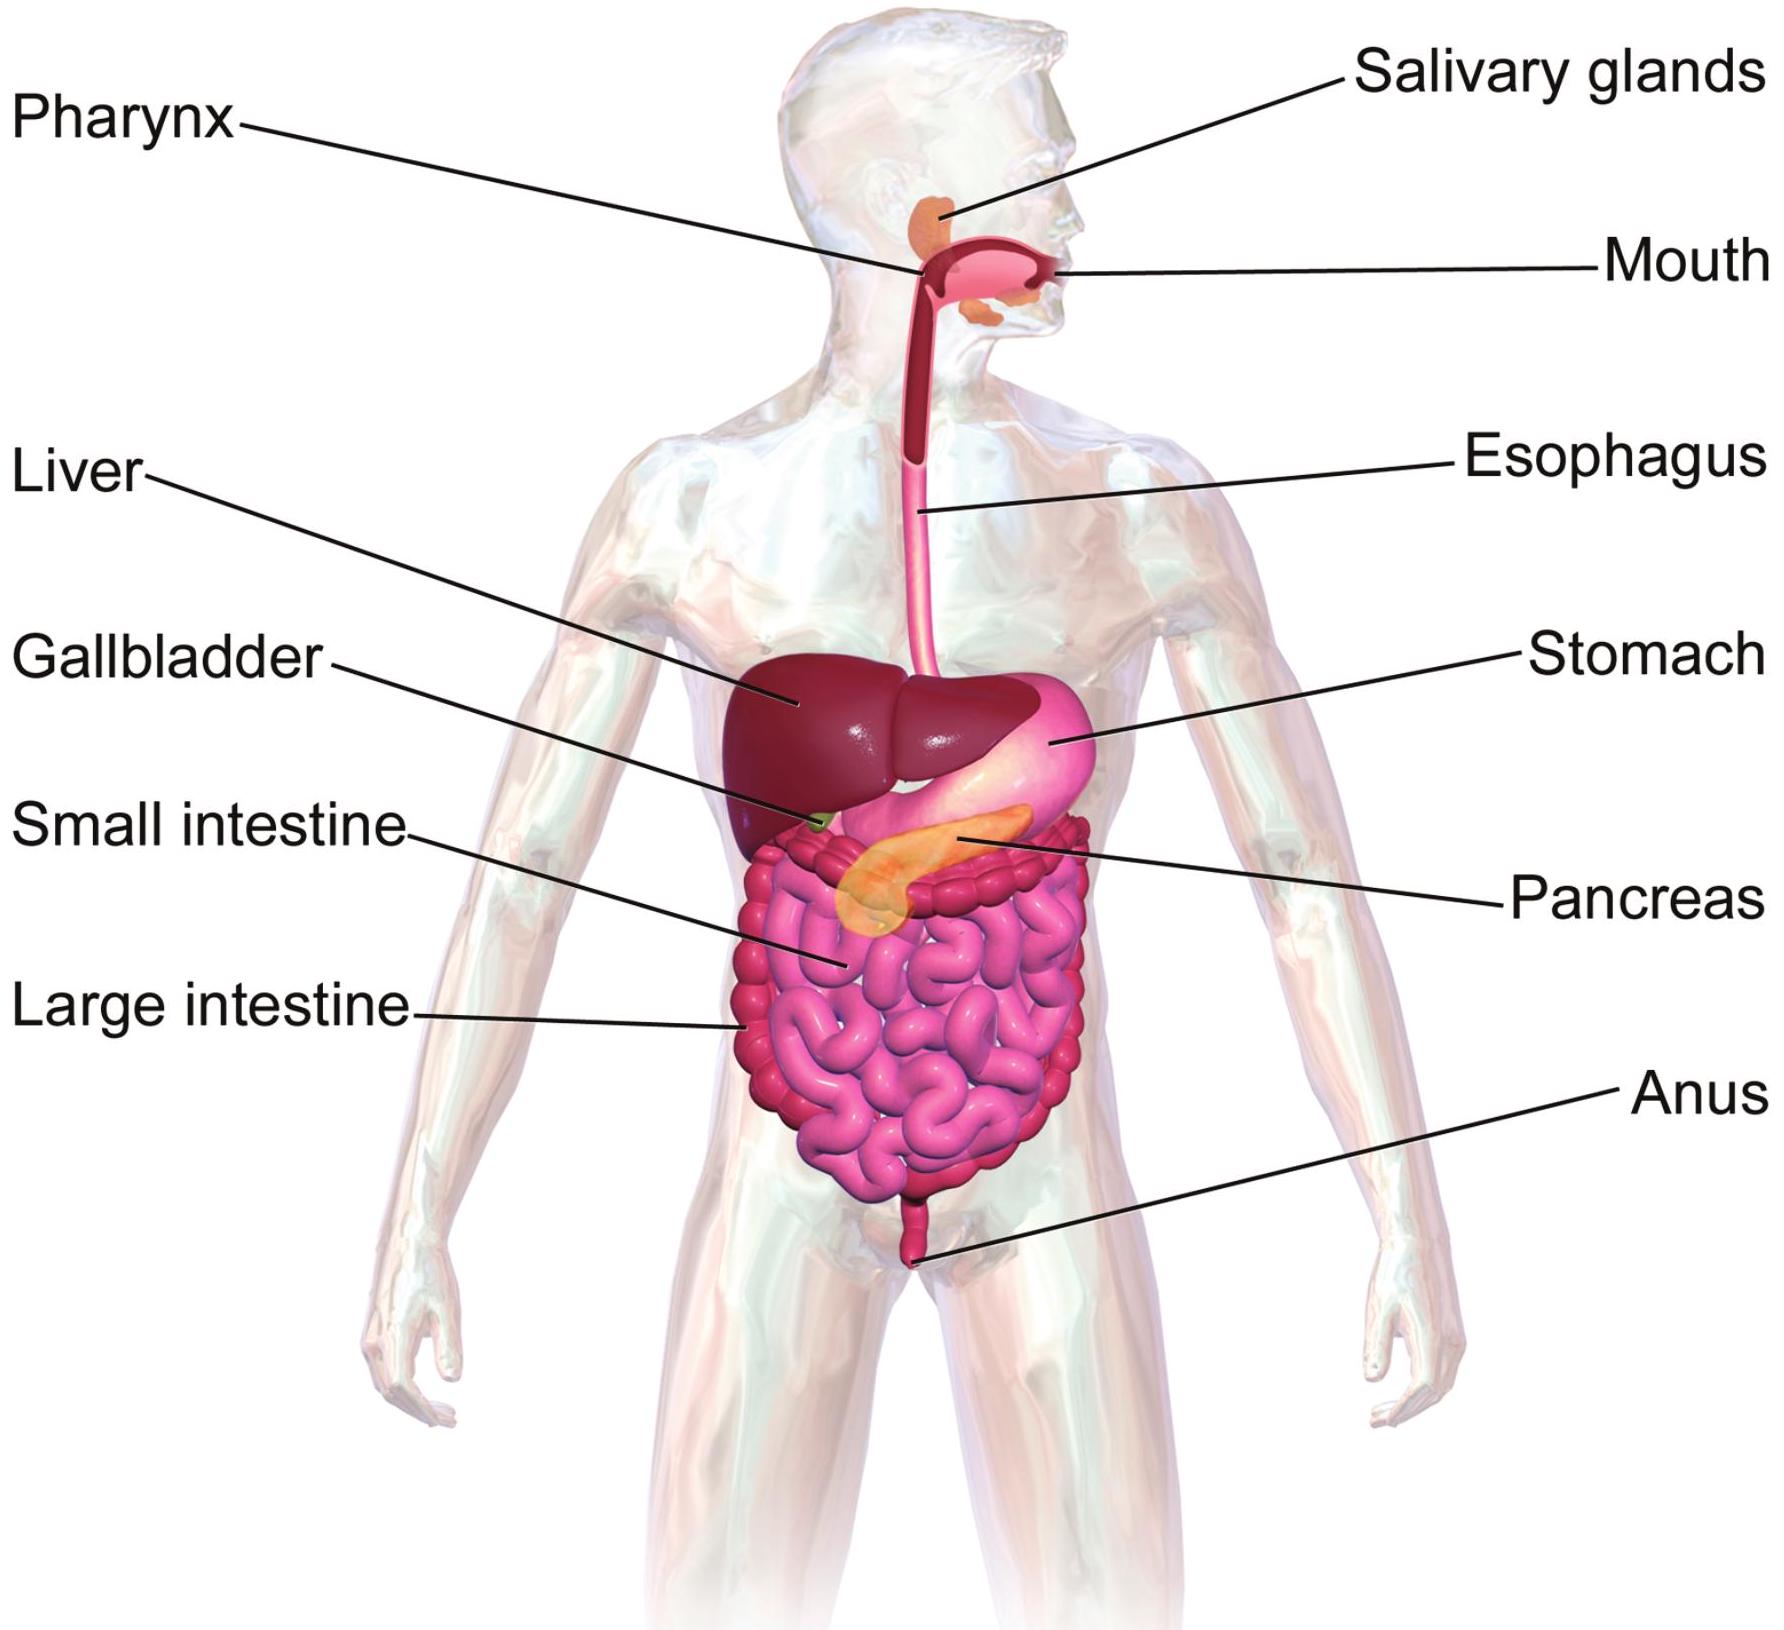 Pharynx
Liver
Gallbladder
Small intestine
Large intestine
Salivary glands
Mouth
Esophagus
Stomach
Pancreas
Anus